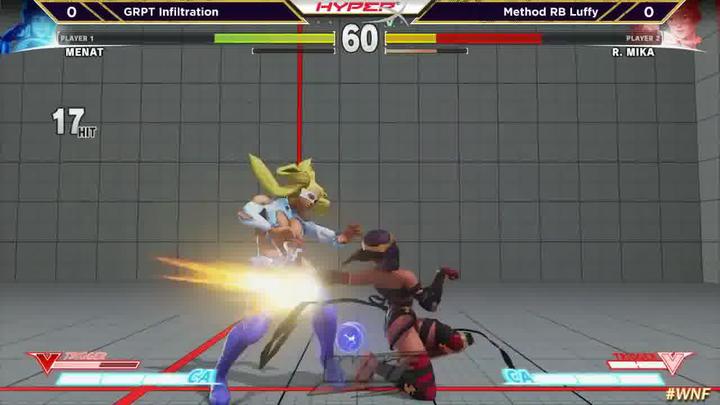 0 GRPT Infiltration HYPER Method RB Luffy 0
PLAYER 1 60 PLAYER 2
MENAT R. MIKA
17 HIT
V TRIGGER TRIGGER V
CA CA
#WNF